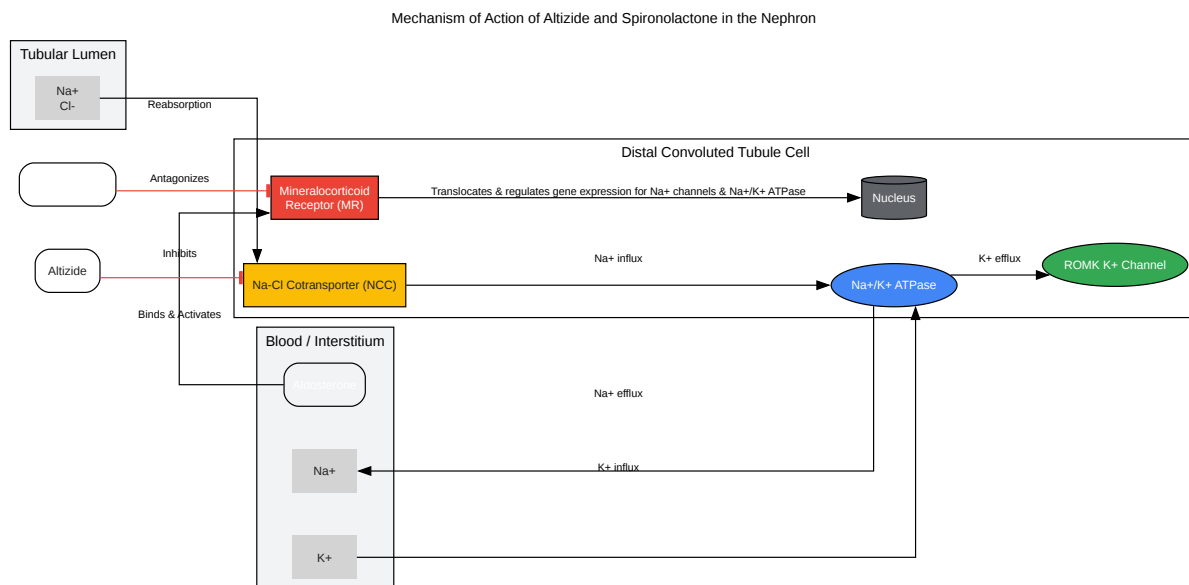 Mechanism of Action of Altizide and Spironolactone in the Nephron
Tubular Lumen
Na+
Cl-
Reabsorption
Distal Convoluted Tubule Cell
Antagonizes
Mineralocorticoid
Receptor (MR)
Translocates & regulates gene expression for Na+ channels & Na+/K+ ATPase
Nucleus
Inhibits
Altizide
Na-Cl Cotransporter (NCC)
Na+ influx
Na+/K+ ATPase
K+ efflux
ROMK K+ Channel
Binds & Activates
Blood / Interstitium
Aldosterone
Na+ efflux
Na+
K+ influx
K+